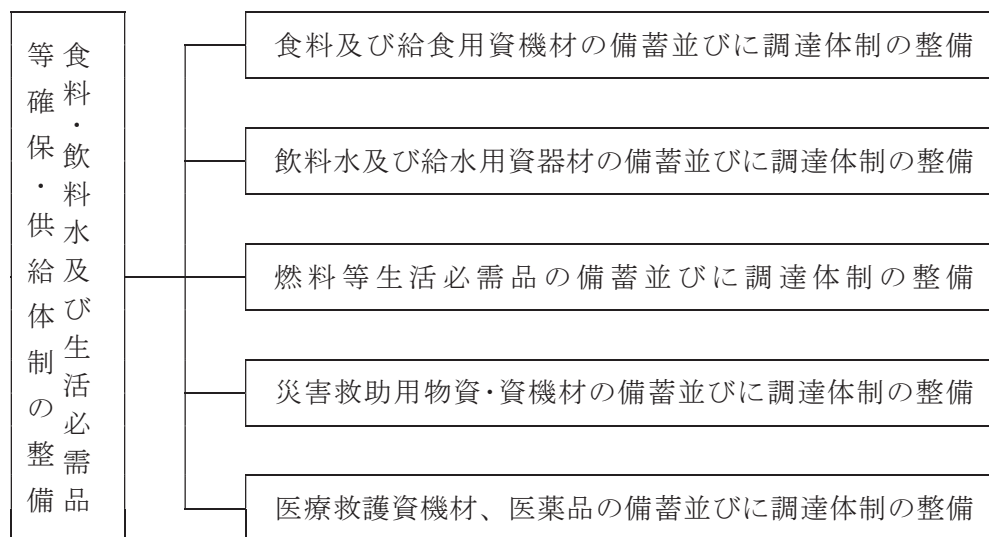 食料・飲料水及び生活必需品
等確保・供給体制の整備
食料及び給食用資機材の備蓄並びに調達体制の整備
飲料水及び給水用資器材の備蓄並びに調達体制の整備
燃料等生活必需品の備蓄並びに調達体制の整備
災害救助用物資・資機材の備蓄並びに調達体制の整備
医療救護資機材、医薬品の備蓄並びに調達体制の整備